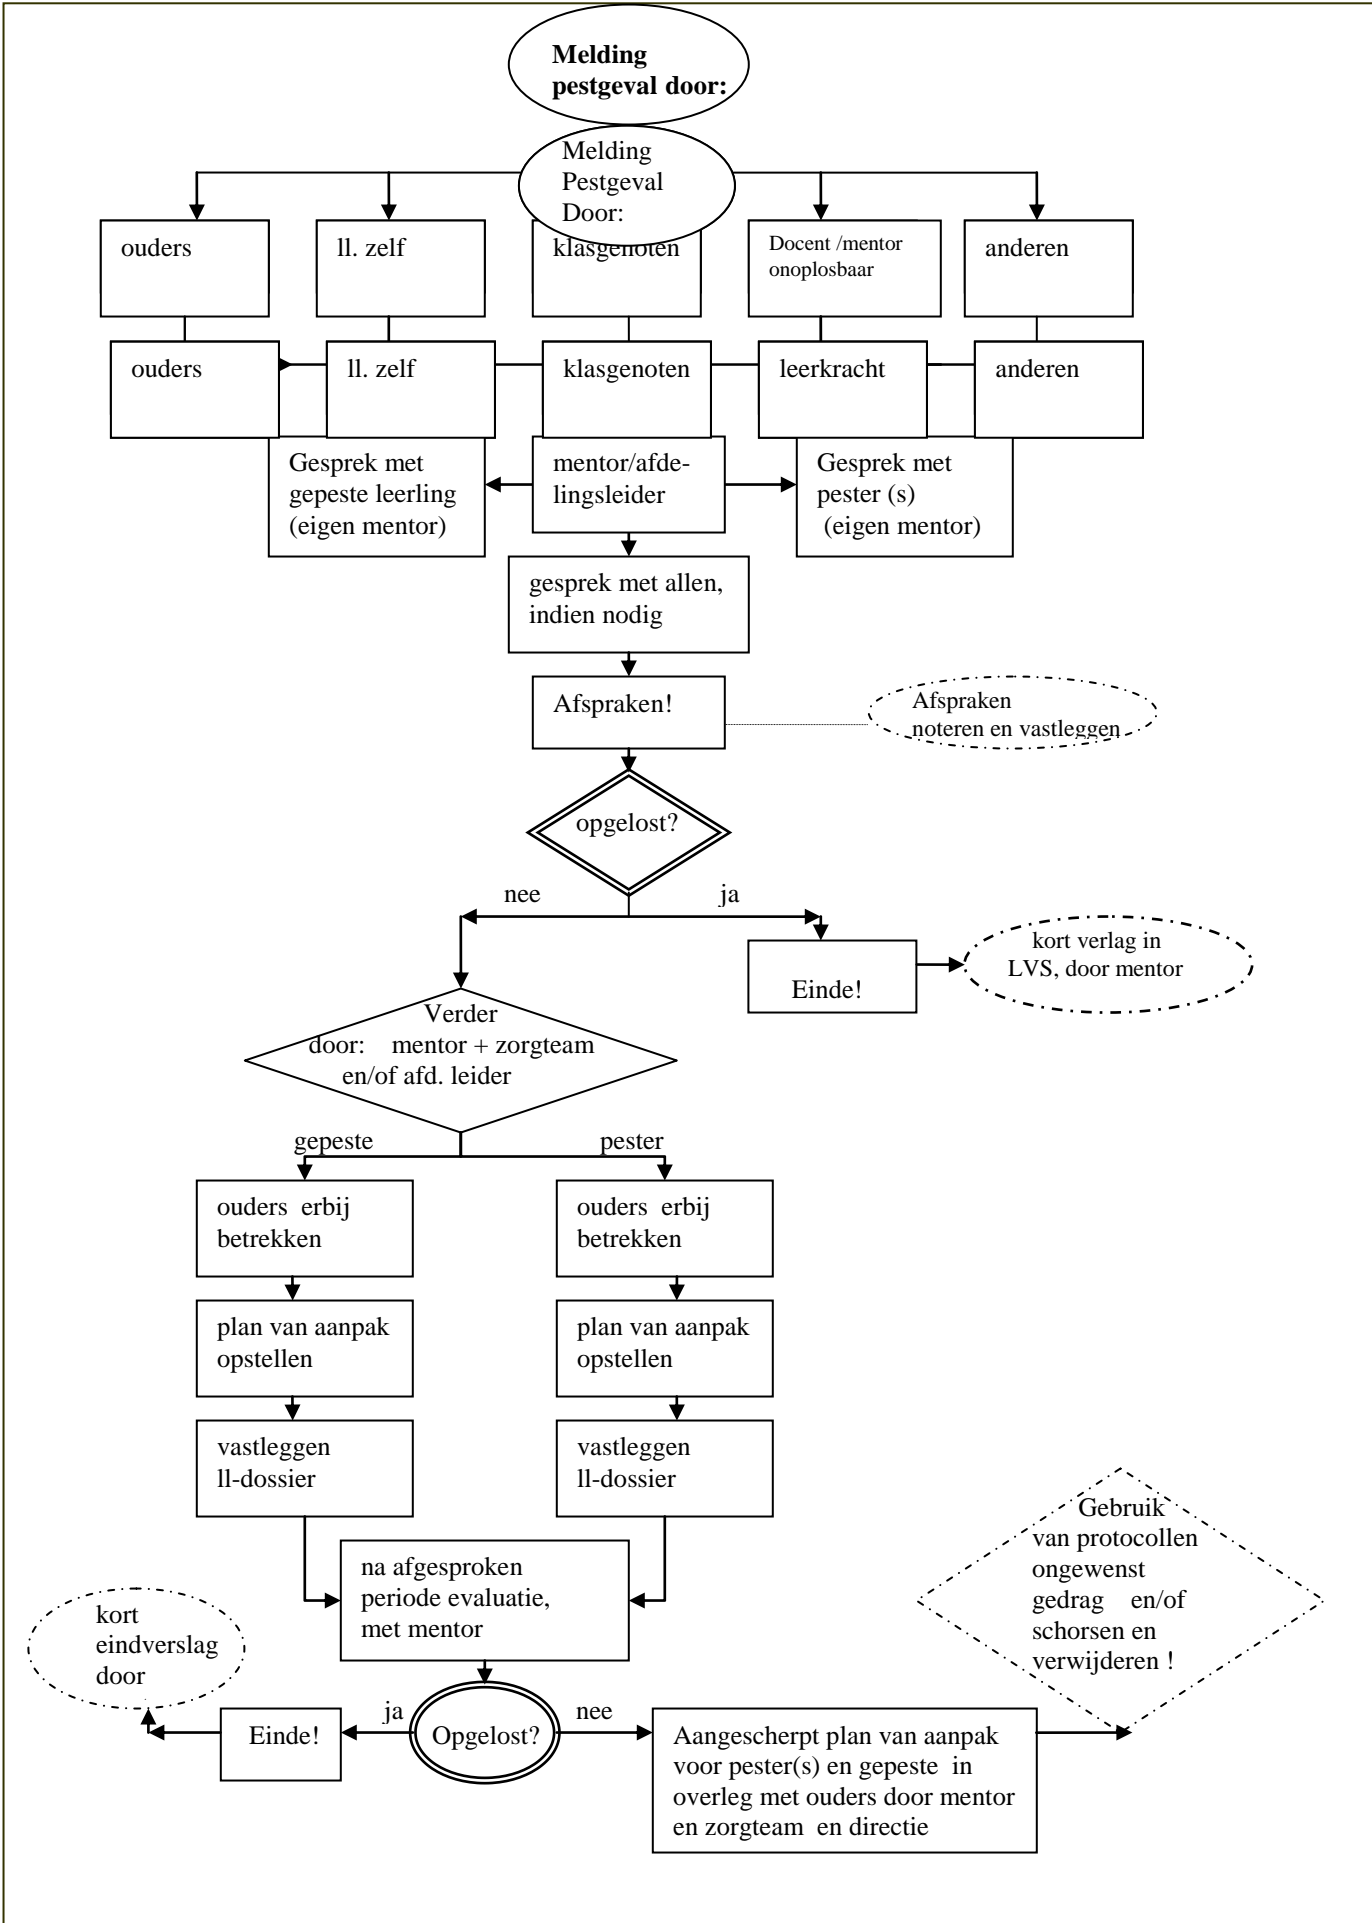 Melding
pestgeval door:
Melding
Pestgeval
Door:
ouders
ll. zelf
klasgenoten
Docent /mentor
onoplosbaar
anderen
ouders
ll. zelf
klasgenoten
leerkracht
anderen
Gesprek met
gepeste leerling
(eigen mentor)
mentor/afde-
lingsleider
Gesprek met
pester (s)
(eigen mentor)
gesprek met allen,
indien nodig
Afspraken!
Afspraken
noteren en vastleggen
opgelost?
nee
ja
Einde!
kort verlag in
LVS, door mentor
Verder
door: mentor + zorgteam
en/of afd. leider
gepeste
pester
ouders erbij
betrekken
ouders erbij
betrekken
plan van aanpak
opstellen
plan van aanpak
opstellen
vastleggen
ll-dossier
vastleggen
ll-dossier
na afgesproken
periode evaluatie,
met mentor
Gebruik
van protocollen
ongewenst
gedrag en/of
schorsen en
verwijderen !
kort
eindverslag
door
Einde!
ja
Opgelost?
nee
Aangescherpt plan van aanpak
voor pester(s) en gepeste in
overleg met ouders door mentor
en zorgteam en directie